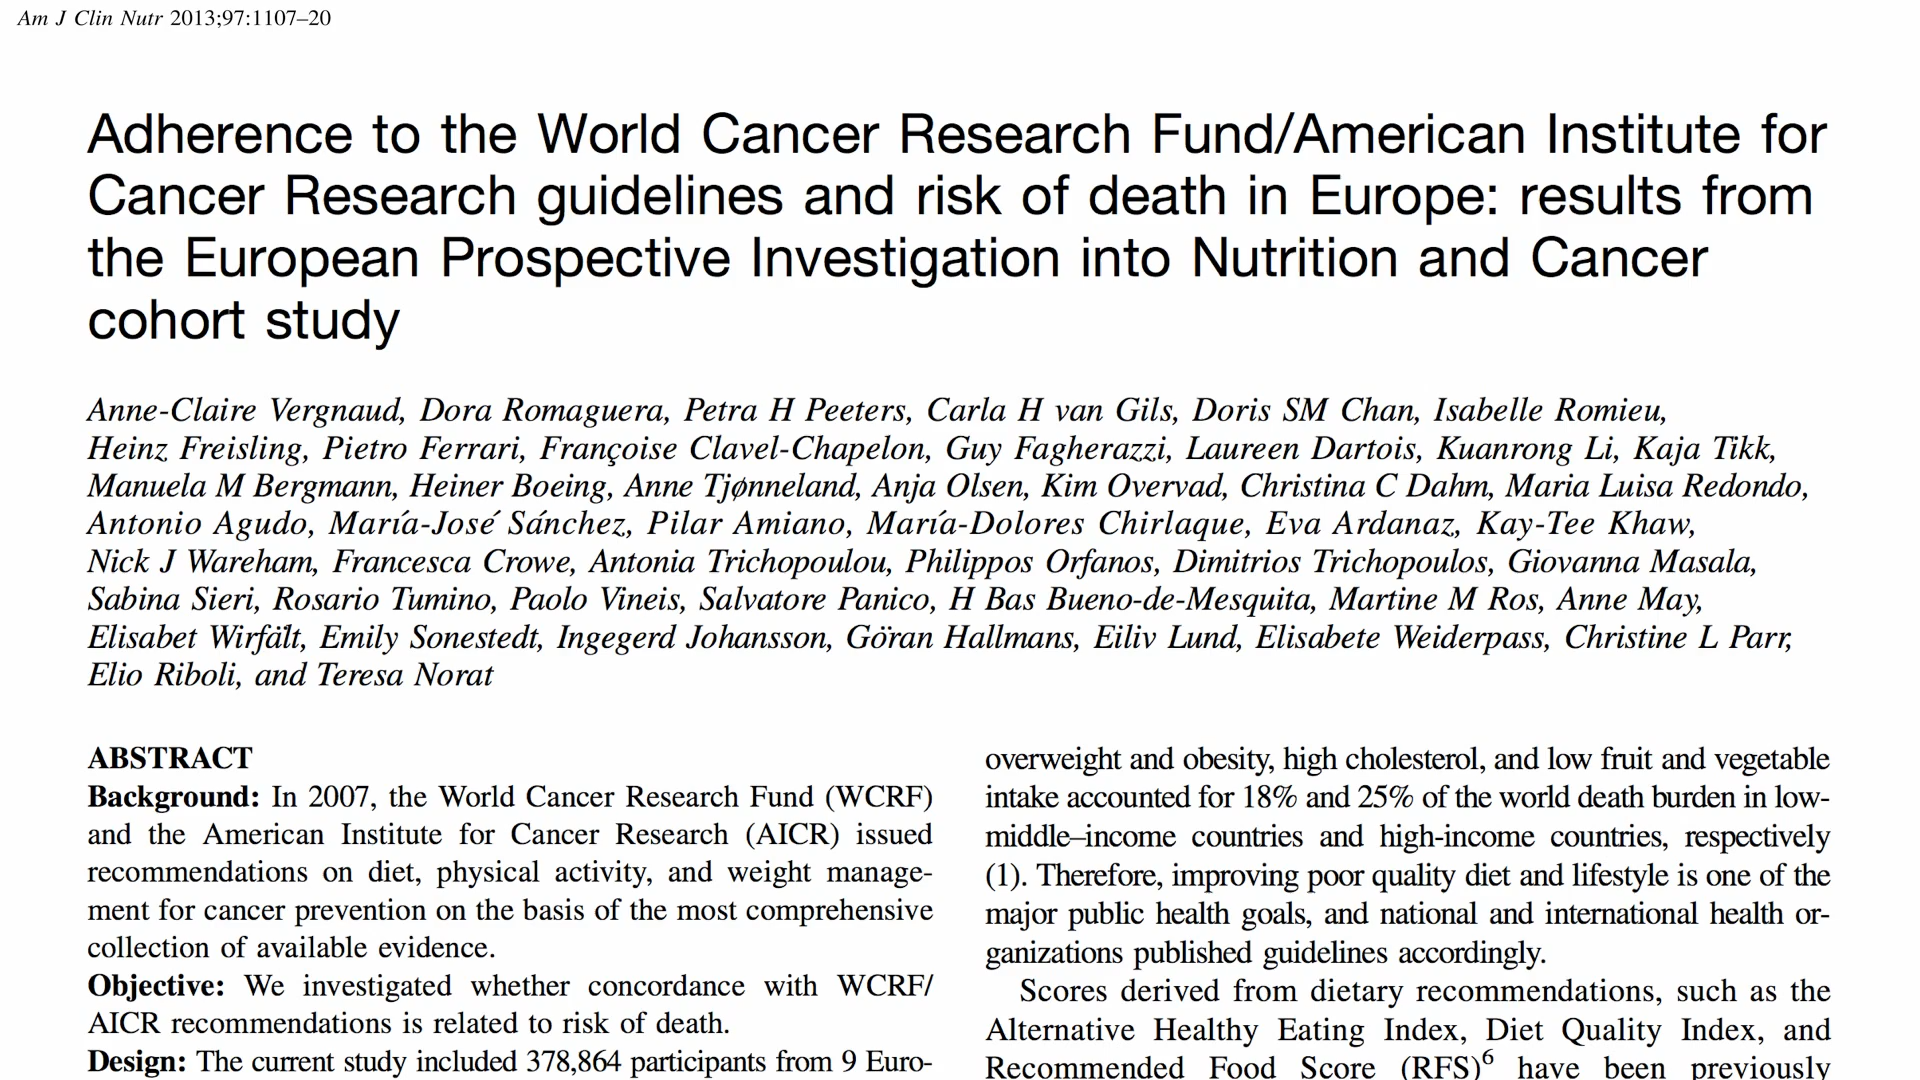 Am J Clin Nutr 2013;97:1107–20
Adherence to the World Cancer Research Fund/American Institute for
Cancer Research guidelines and risk of death in Europe: results from
the European Prospective Investigation into Nutrition and Cancer
cohort study
Anne-Claire Vergnaud, Dora Romaguera, Petra H Peeters, Carla H van Gils, Doris SM Chan, Isabelle Romieu,
Heinz Freisling, Pietro Ferrari, Françoise Clavel-Chapelon, Guy Fagherazzi, Laureen Dartois, Kuanrong Li, Kaja Tikk,
Manuela M Bergmann, Heiner Boeing, Anne Tjønneland, Anja Olsen, Kim Overvad, Christina C Dahm, Maria Luisa Redondo,
Antonio Agudo, María-José Sánchez, Pilar Amiano, María-Dolores Chirlaque, Eva Ardanaz, Kay-Tee Khaw,
Nick J Wareham, Francesca Crowe, Antonia Trichopoulou, Philippos Orfanos, Dimitrios Trichopoulos, Giovanna Masala,
Sabina Sieri, Rosario Tumino, Paolo Vineis, Salvatore Panico, H Bas Bueno-de-Mesquita, Martine M Ros, Anne May,
Elisabet Wirfält, Emily Sonestedt, Ingegerd Johansson, Göran Hallmans, Eiliv Lund, Elisabete Weiderpass, Christine L Parr,
Elio Riboli, and Teresa Norat
ABSTRACT
Background: In 2007, the World Cancer Research Fund (WCRF)
and the American Institute for Cancer Research (AICR) issued
recommendations on diet, physical activity, and weight manage-
ment for cancer prevention on the basis of the most comprehensive
collection of available evidence.
Objective: We investigated whether concordance with WCRF/
AICR recommendations is related to risk of death.
Design: The current study included 378,864 participants from 9 Euro-
overweight and obesity, high cholesterol, and low fruit and vegetable
intake accounted for 18% and 25% of the world death burden in low-
middle–income countries and high-income countries, respectively
(1). Therefore, improving poor quality diet and lifestyle is one of the
major public health goals, and national and international health or-
ganizations published guidelines accordingly.
Scores derived from dietary recommendations, such as the
Alternative Healthy Eating Index, Diet Quality Index, and
Recommended Food Score (RFS)⁶ have been previously